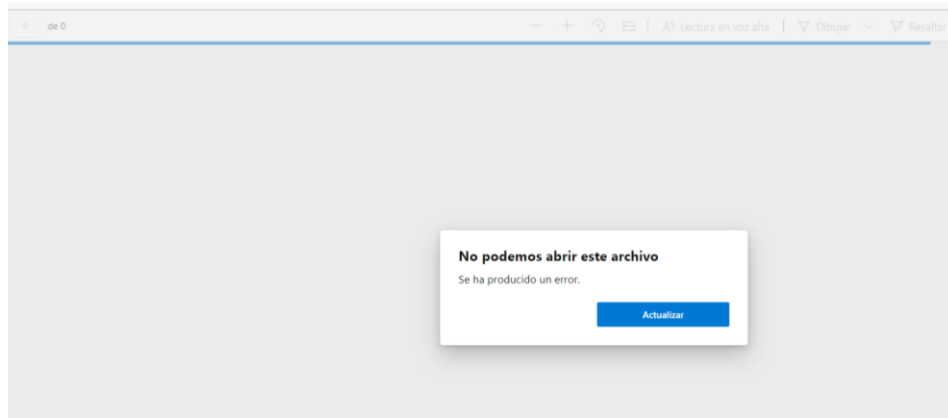 0 de 0 Lectura en voz alta Dibujar Resaltar
No podemos abrir este archivo
Se ha producido un error.
Actualizar